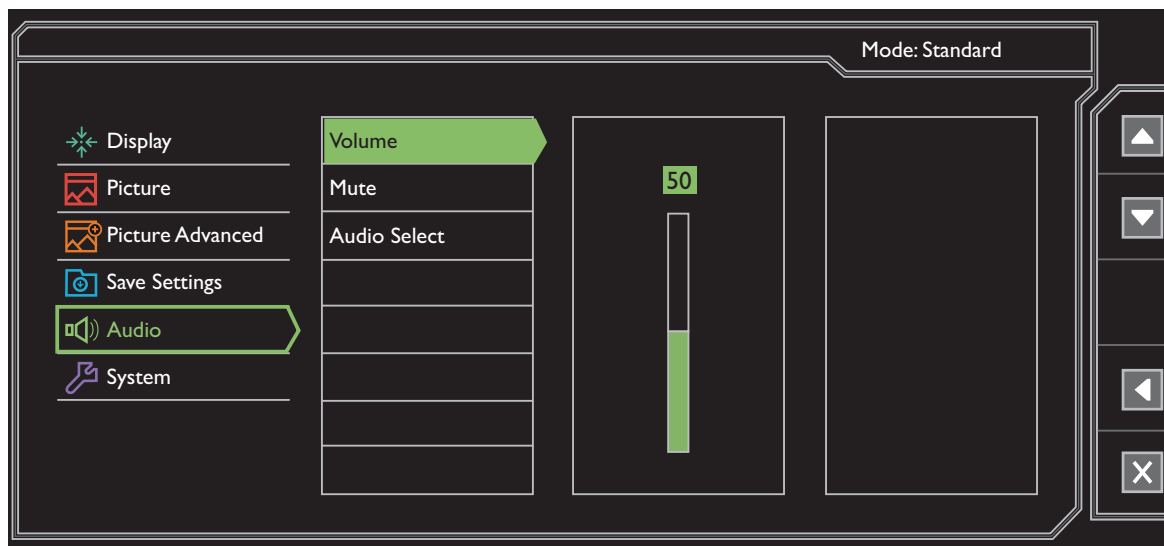 Mode: Standard
Display
Picture
Picture Advanced
Save Settings
Audio
System
Volume
Mute
Audio Select
50